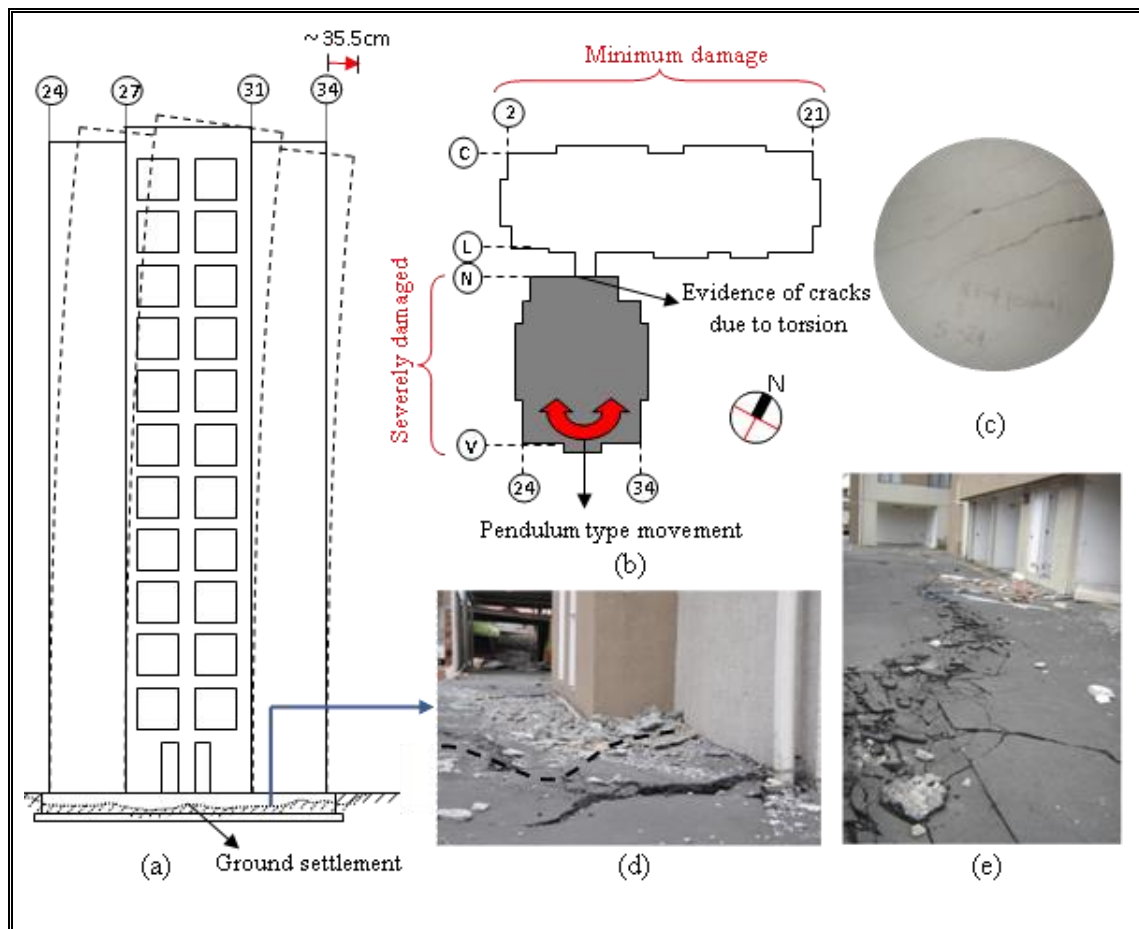 ~ 35.5cm
24
27
31
34
Ground settlement
(a)
Minimum damage
2
21
C
L
N
V
Severely damaged
Evidence of cracks
due to torsion
N
24
34
Pendulum type movement
(b)
(c)
(d)
(e)